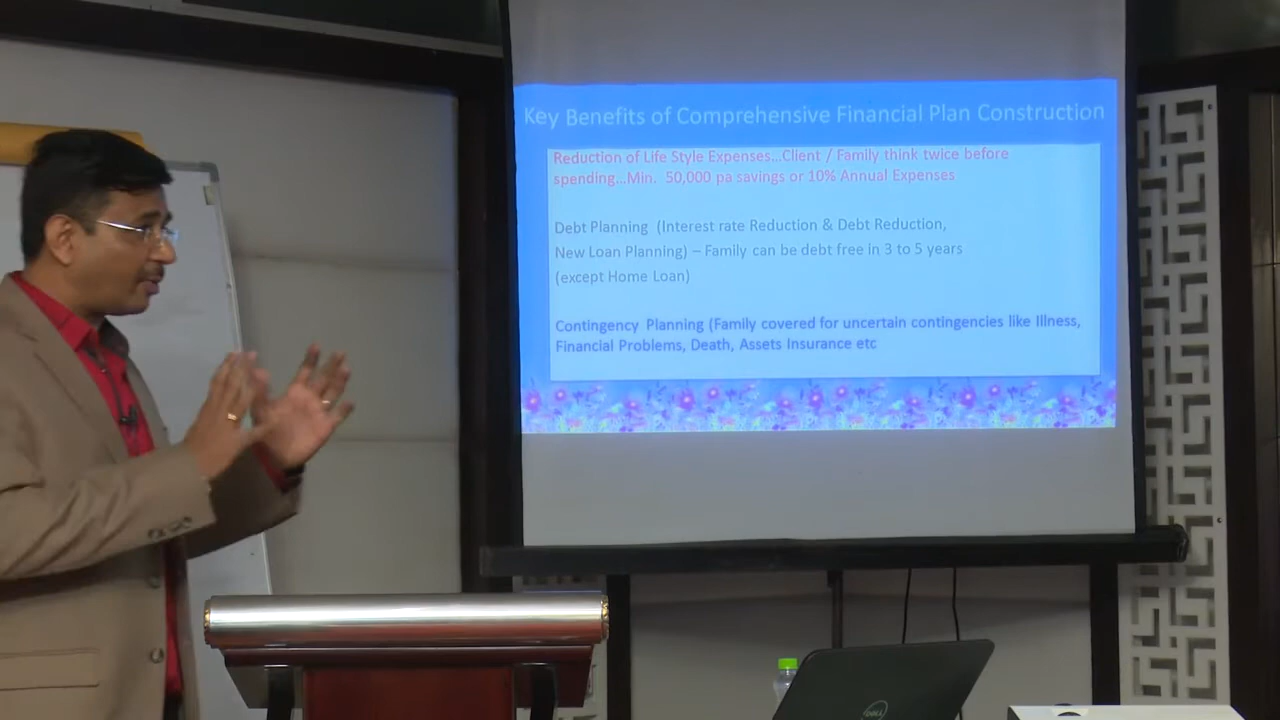 Key Benefits of Comprehensive Financial Plan Construction
Reduction of Life Style Expenses...Client / Family think twice before
spending...Min. 50,000 pa savings or 10% Annual Expenses
Debt Planning (Interest rate Reduction & Debt Reduction,
New Loan Planning) – Family can be debt free in 3 to 5 years
(except Home Loan)
Contingency Planning (Family covered for uncertain contingencies like Illness,
Financial Problems, Death, Assets Insurance etc
DELL